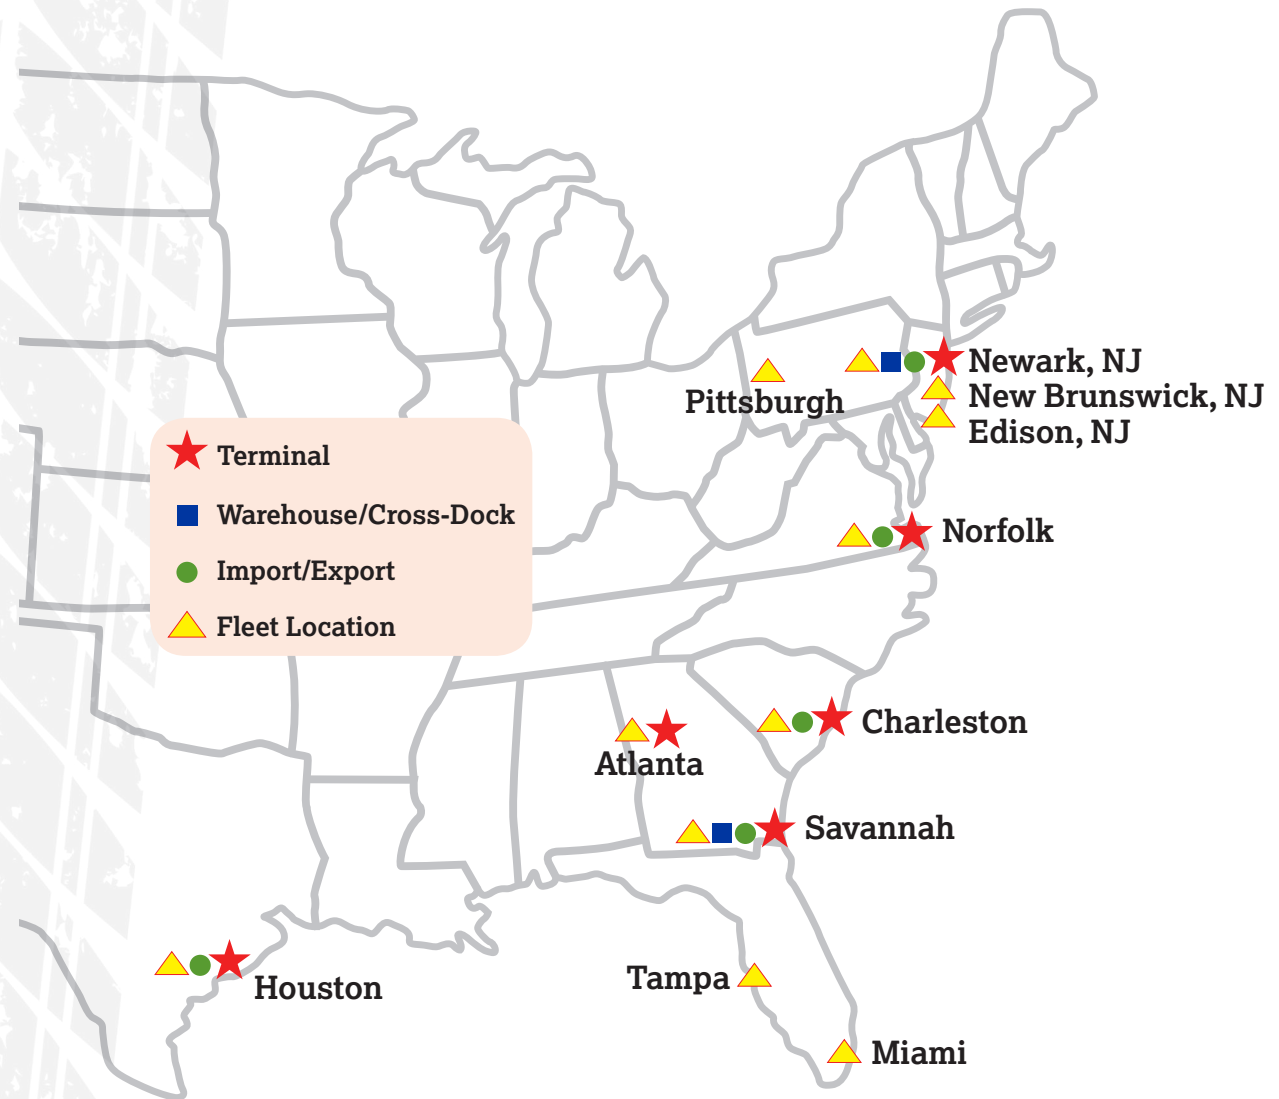 Newark, NJ
New Brunswick, NJ
Edison, NJ
Pittsburgh
Terminal
Warehouse/Cross-Dock
Import/Export
Fleet Location
Norfolk
Charleston
Atlanta
Savannah
Houston
Tampa
Miami